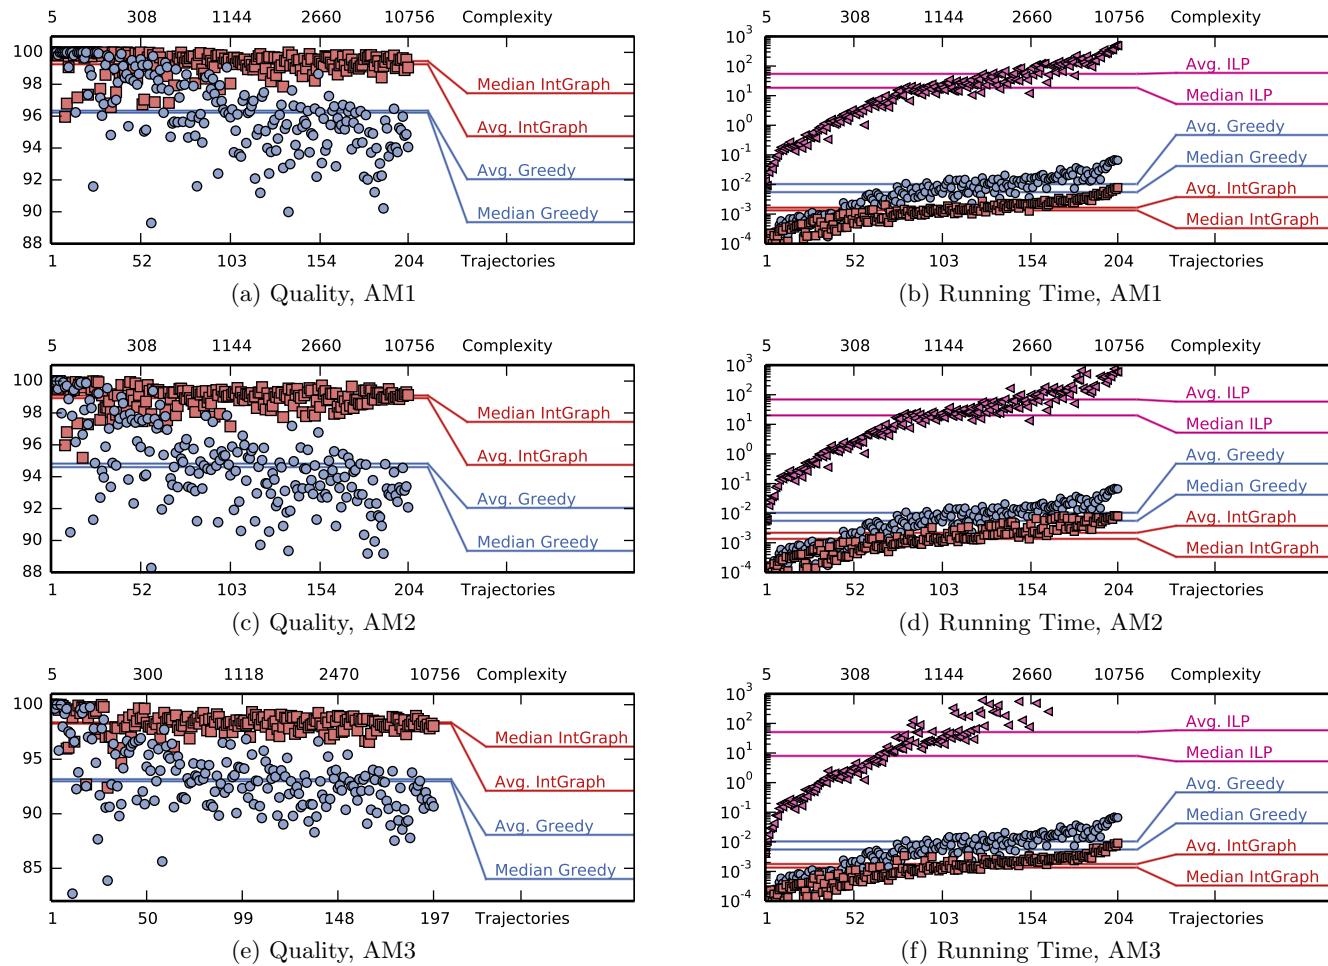 5 308 1144 2660 10756 Complexity
100
98
96
94
92
90
88
Median IntGraph
Avg. IntGraph
Avg. Greedy
Median Greedy
1 52 103 154 204 Trajectories
(a) Quality, AM1
5 308 1144 2660 10756 Complexity
10^3
10^2
10^1
10^0
10^-1
10^-2
10^-3
10^-4
Avg. ILP
Median ILP
Avg. Greedy
Median Greedy
Avg. IntGraph
Median IntGraph
1 52 103 154 204 Trajectories
(b) Running Time, AM1
5 308 1144 2660 10756 Complexity
100
98
96
94
92
90
88
Median IntGraph
Avg. IntGraph
Avg. Greedy
Median Greedy
1 52 103 154 204 Trajectories
(c) Quality, AM2
5 308 1144 2660 10756 Complexity
10^3
10^2
10^1
10^0
10^-1
10^-2
10^-3
10^-4
Avg. ILP
Median ILP
Avg. Greedy
Median Greedy
Avg. IntGraph
Median IntGraph
1 52 103 154 204 Trajectories
(d) Running Time, AM2
5 300 1118 2470 10756 Complexity
100
95
90
85
Median IntGraph
Avg. IntGraph
Avg. Greedy
Median Greedy
1 50 99 148 197 Trajectories
(e) Quality, AM3
5 308 1144 2660 10756 Complexity
10^3
10^2
10^1
10^0
10^-1
10^-2
10^-3
10^-4
Avg. ILP
Median ILP
Avg. Greedy
Median Greedy
Avg. IntGraph
Median IntGraph
1 52 103 154 204 Trajectories
(f) Running Time, AM3